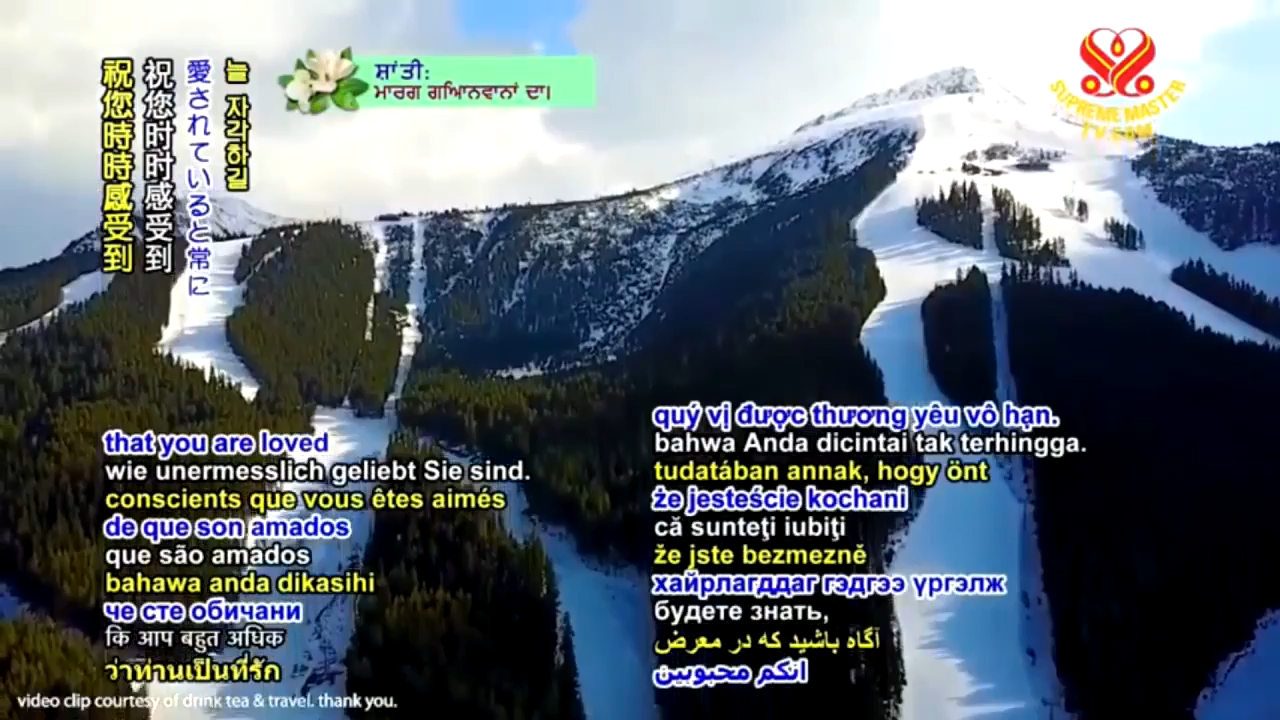 祝您時時感受到
祝您时时感受到
愛されていると常に
늘 자각하길
ਸ਼ਾਂਤੀ:
ਮਾਰਗ ਗਿਆਨਵਾਨਾਂ ਦਾ।
SUPREME MASTER
TV.COM
that you are loved
wie unermesslich geliebt Sie sind.
conscients que vous êtes aimés
de que son amados
que são amados
bahawa anda dikasihi
че сте обичани
कि आप बहुत अधिक
ว่าท่านเป็นที่รัก
quý vị được thương yêu vô hạn.
bahwa Anda dicintai tak terhingga.
tudatában annak, hogy önt
że jesteście kochani
că sunteţi iubiţi
že jste bezmezně
хайрлагддаг гэдгээ үргэлж
будете знать,
آگاه باشید که در معرض
انكم محبوبين
video clip courtesy of drink tea & travel. thank you.